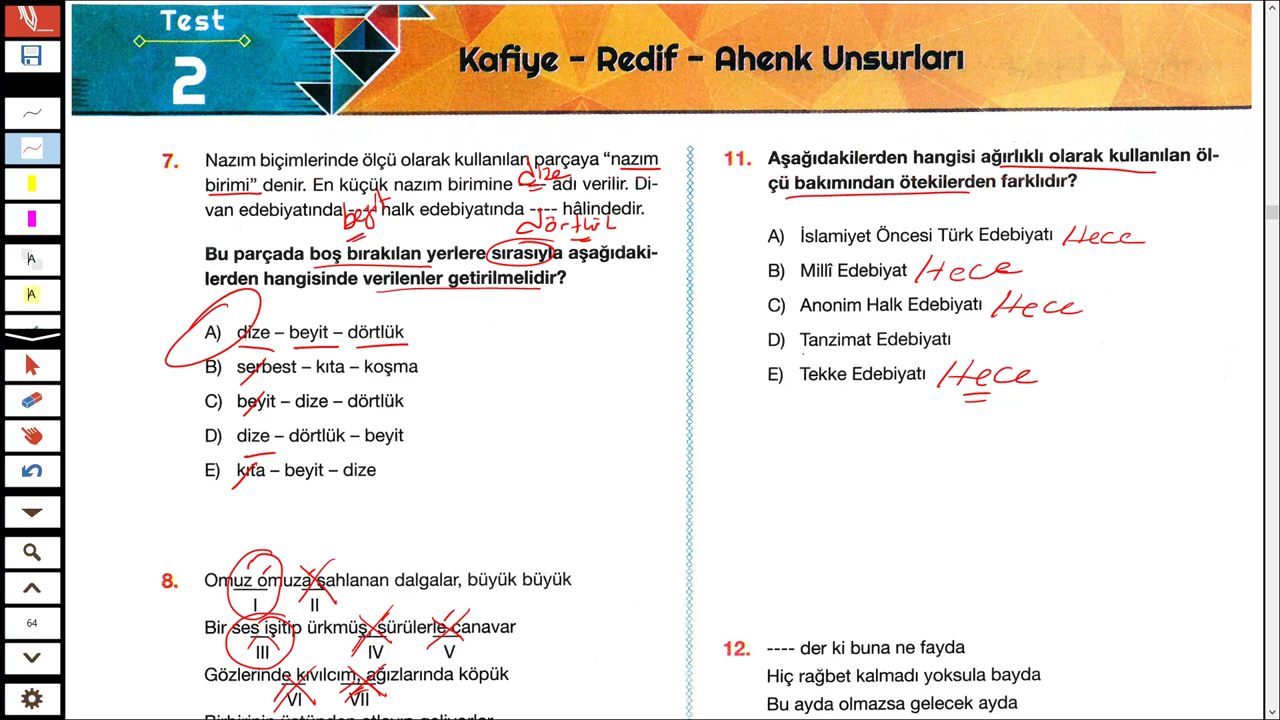 Test
2
Kafiye – Redif – Ahenk Unsurları
7. Nazım biçimlerinde ölçü olarak kullanılan parçaya “nazım
birimi” denir. En küçük nazım birimine dize ---- adı verilir. Di-
van edebiyatında beyit halk edebiyatında ---- hâlindedir.
dörtlük
Bu parçada boş bırakılan yerlere sırasıyla aşağıdaki-
lerden hangisinde verilenler getirilmelidir?
A) dize – beyit – dörtlük
B) serbest – kıta – koşma
C) beyit – dize – dörtlük
D) dize – dörtlük – beyit
E) kıta – beyit – dize
8. Omuz omuza şahlanan dalgalar, büyük büyük
I II
Bir ses işitip ürkmüş, sürülerle canavar
III IV V
Gözlerinde kıvılcım, ağızlarında köpük
VI VII
Birbirinin üstünden atlayıp geliyorlar
11. Aşağıdakilerden hangisi ağırlıklı olarak kullanılan öl-
çü bakımından ötekilerden farklıdır?
A) İslamiyet Öncesi Türk Edebiyatı Hece
B) Millî Edebiyat Hece
C) Anonim Halk Edebiyatı Hece
D) Tanzimat Edebiyatı
E) Tekke Edebiyatı Hece
12. ---- der ki buna ne fayda
Hiç rağbet kalmadı yoksula bayda
Bu ayda olmazsa gelecek ayda
A
A
64